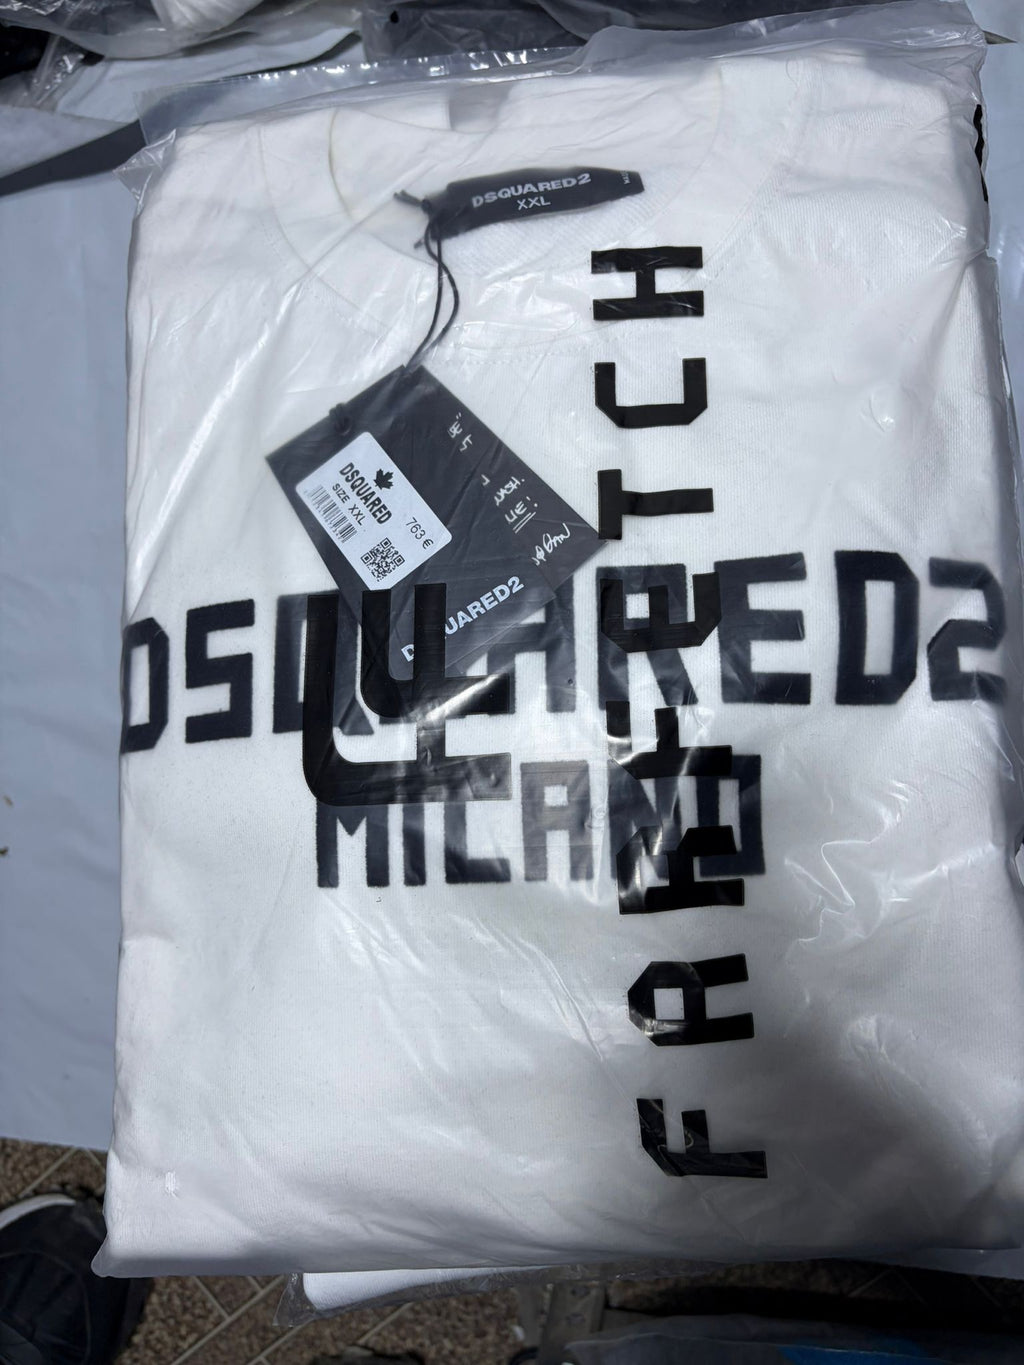 DSQUARED2
XXL
DSQUARED
SIZE XXL
763 €
DSQUARED2
DSQUARED2
MILANO
FARFETCH